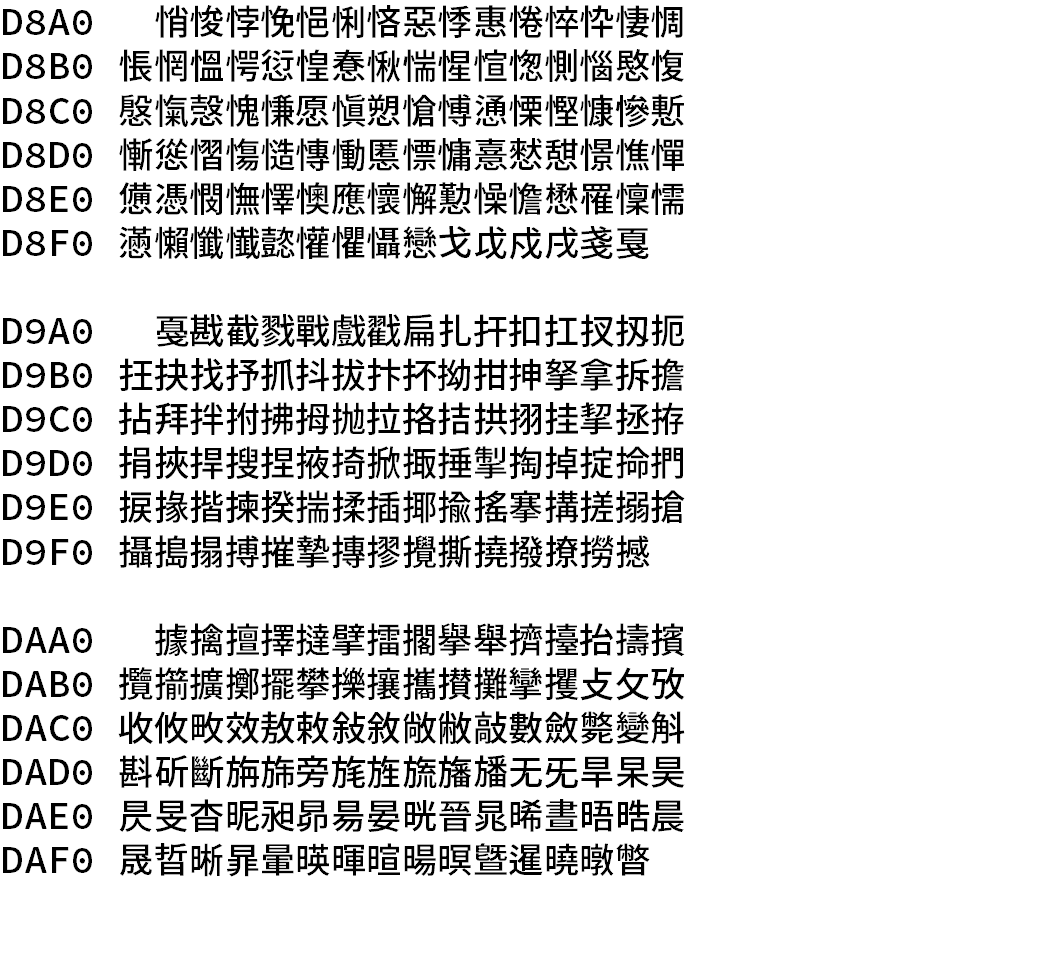 D8A0 悄悛悖悗悒悧悋惡悸惠惓悴忰悽惆
D8B0 悵惘慍愕愆惶惷愀惴惺愃愡惻惱愍愎
D8C0 慇愾愨愧慊愿愼愬愴愽慂慄慳慷慘慙
D8D0 慚慫慴慯慥慱慟慝慓慵憙憖憇憬憔憚
D8E0 憊憑憫憮懌懊應懷懈懃懆憺懋罹懍懦
D8F0 懣懶懺懴懿懽懼懾戀戈戉戍戌戔戛
D9A0 戞戡截戮戰戲戳扁扎扞扣扛扠扨扼
D9B0 抂抉找抒抓抖拔抃抔拗拑抻拏拿拆擔
D9C0 拈拜拌拊拂拇抛拉挌拮拱挧挂挈拯拵
D9D0 捐挾捍搜捏掖掎掀掫捶掣掏掉掟掵捫
D9E0 捩掾揩揀揆揣揉插揶揄搖搴搆搓搦搶
D9F0 攝搗搨搏摧摯摶摎攪撕撓撥撩撈撼
DAA0 據擒擅擇撻擘擂擱擧舉擠擡抬擣擯
DAB0 攬擶擴擲擺攀擽攘攜攅攤攣攫攴攵攷
DAC0 收攸畋效敖敕敍敘敞敝敲數斂斃變斛
DAD0 斟斫斷旃旆旁旄旌旒旛旙无旡旱杲昊
DAE0 昃旻杳昵昶昴昜晏晄晉晁晞晝晤晧晨
DAF0 晟晢晰暃暈暎暉暄暘暝曁暹曉暾暼